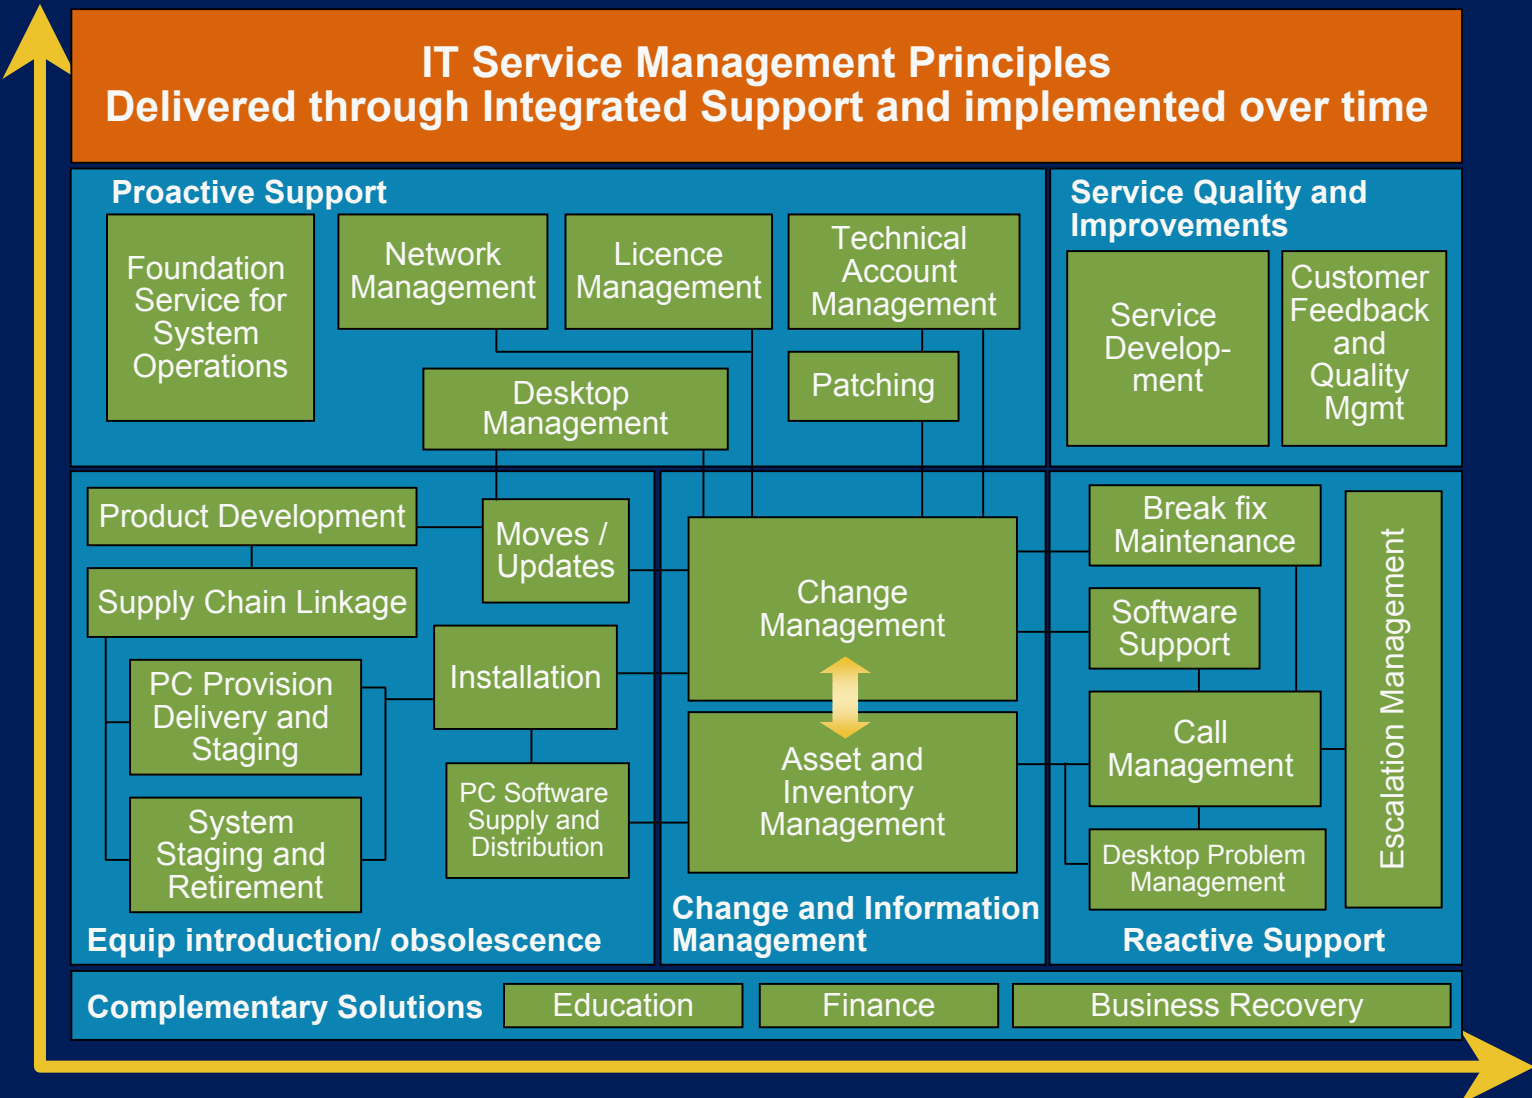 IT Service Management Principles
Delivered through Integrated Support and implemented over time
Proactive Support
Foundation
Service for
System
Operations
Network
Management
Licence
Management
Technical
Account
Management
Patching
Desktop
Management
Service Quality and
Improvements
Service
Develop-
ment
Customer
Feedback
and
Quality
Mgmt
Product Development
Moves /
Updates
Supply Chain Linkage
Installation
PC Provision
Delivery and
Staging
PC Software
Supply and
Distribution
System
Staging and
Retirement
Equip introduction/ obsolescence
Change
Management
Asset and
Inventory
Management
Change and Information
Management
Break fix
Maintenance
Software
Support
Call
Management
Desktop Problem
Management
Escalation Management
Reactive Support
Complementary Solutions
Education
Finance
Business Recovery